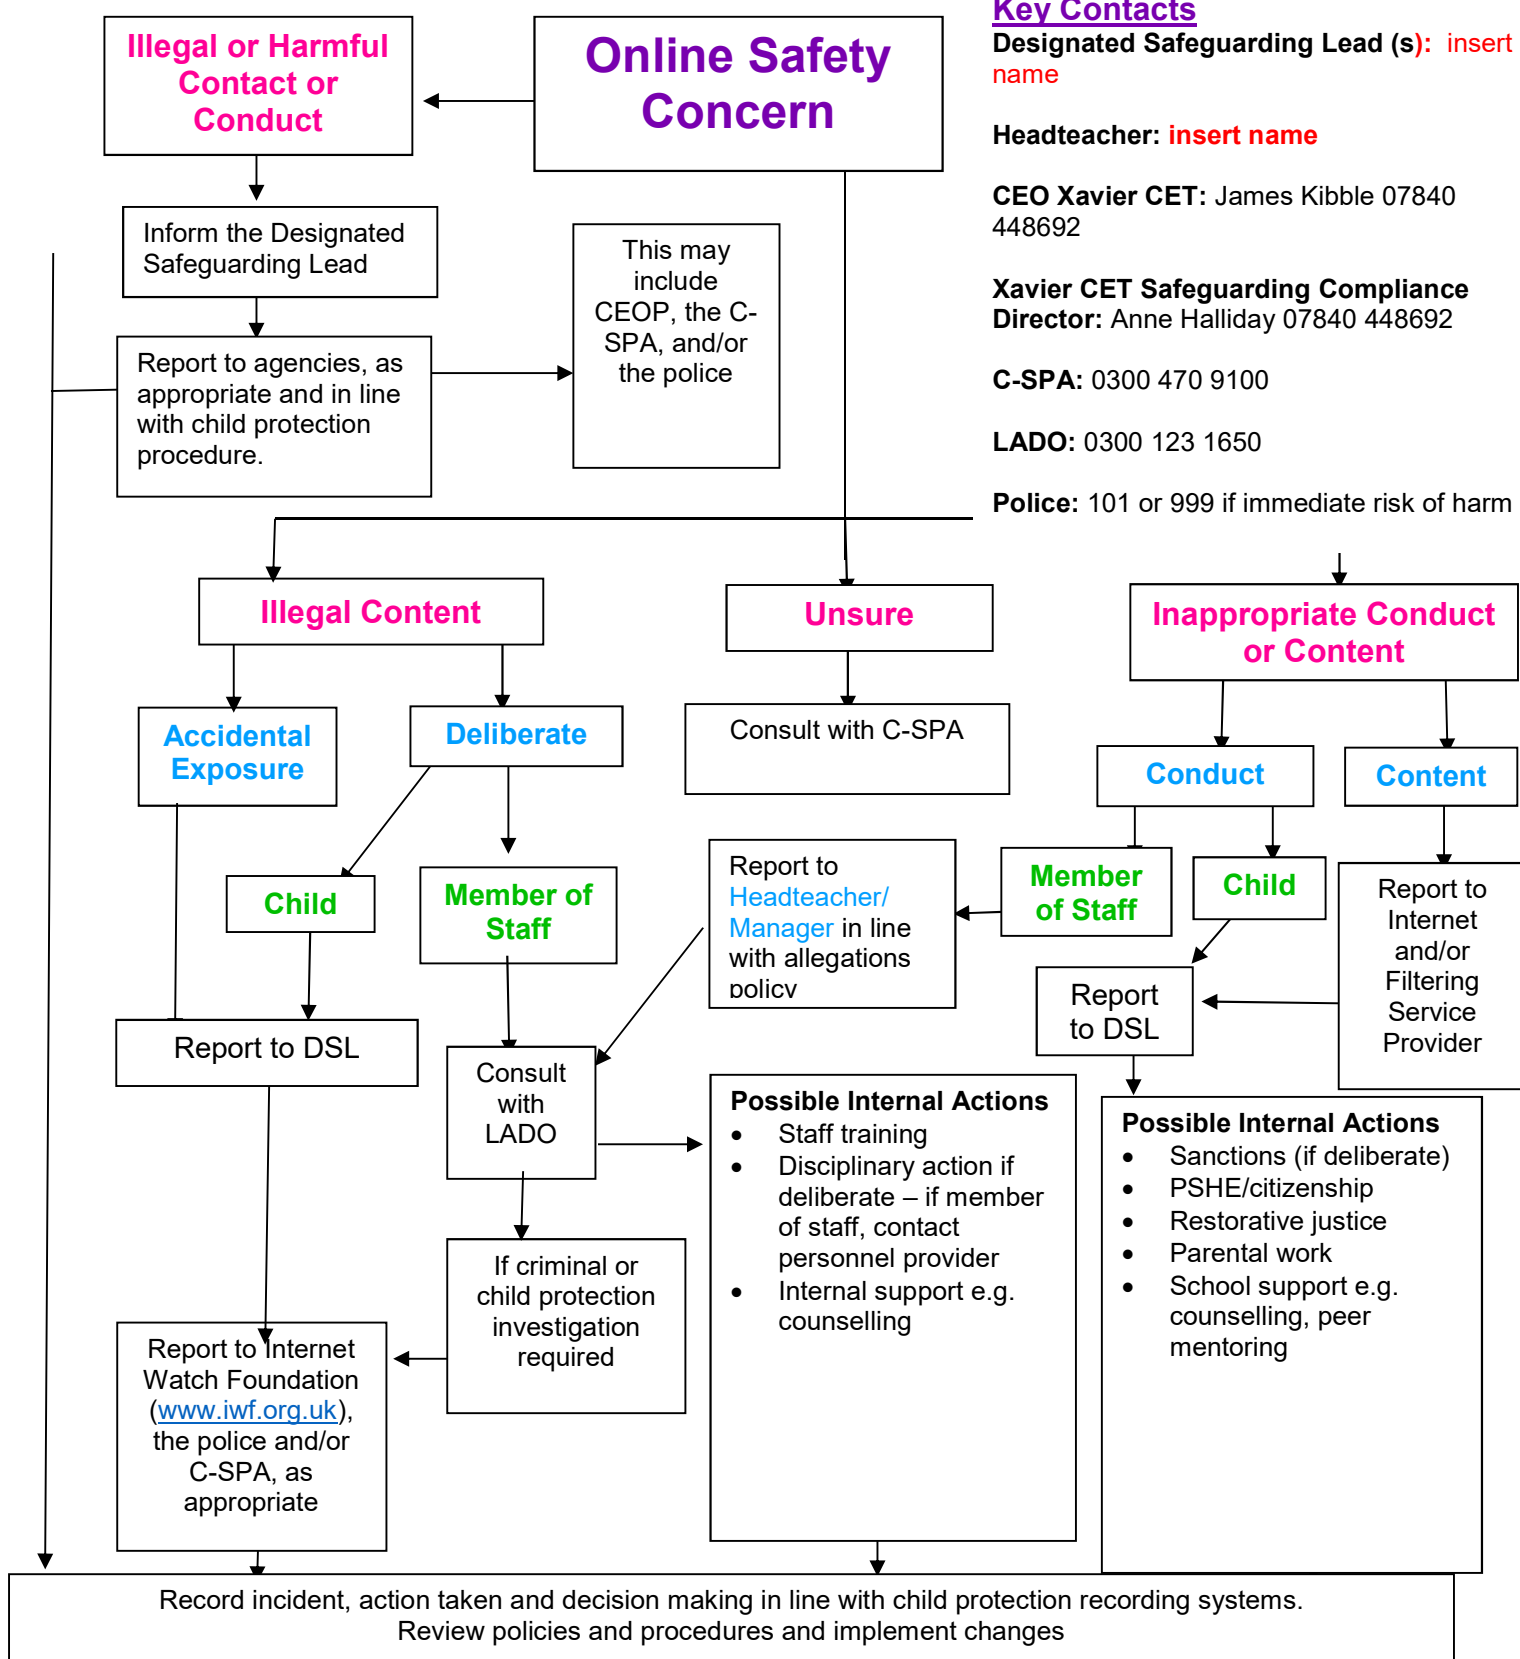 Key Contacts
Designated Safeguarding Lead (s): insert
name
Headteacher: insert name
CEO Xavier CET: James Kibble 07840
448692
Xavier CET Safeguarding Compliance
Director: Anne Halliday 07840 448692
C-SPA: 0300 470 9100
LADO: 0300 123 1650
Police: 101 or 999 if immediate risk of harm
Online Safety
Concern
Illegal or Harmful
Contact or
Conduct
Inform the Designated
Safeguarding Lead
Report to agencies, as
appropriate and in line
with child protection
procedure.
This may
include
CEOP, the C-
SPA, and/or
the police
Illegal Content
Unsure
Inappropriate Conduct
or Content
Accidental
Exposure
Deliberate
Consult with C-SPA
Conduct
Content
Child
Member of
Staff
Report to
Headteacher/
Manager in line
with allegations
policy
Member
of Staff
Child
Report to
Internet
and/or
Filtering
Service
Provider
Report to DSL
Consult
with
LADO
Report
to DSL
If criminal or
child protection
investigation
required
Possible Internal Actions
• Staff training
• Disciplinary action if
deliberate – if member
of staff, contact
personnel provider
• Internal support e.g.
counselling
Possible Internal Actions
• Sanctions (if deliberate)
• PSHE/citizenship
• Restorative justice
• Parental work
• School support e.g.
counselling, peer
mentoring
Report to Internet
Watch Foundation
(www.iwf.org.uk),
the police and/or
C-SPA, as
appropriate
Record incident, action taken and decision making in line with child protection recording systems.
Review policies and procedures and implement changes